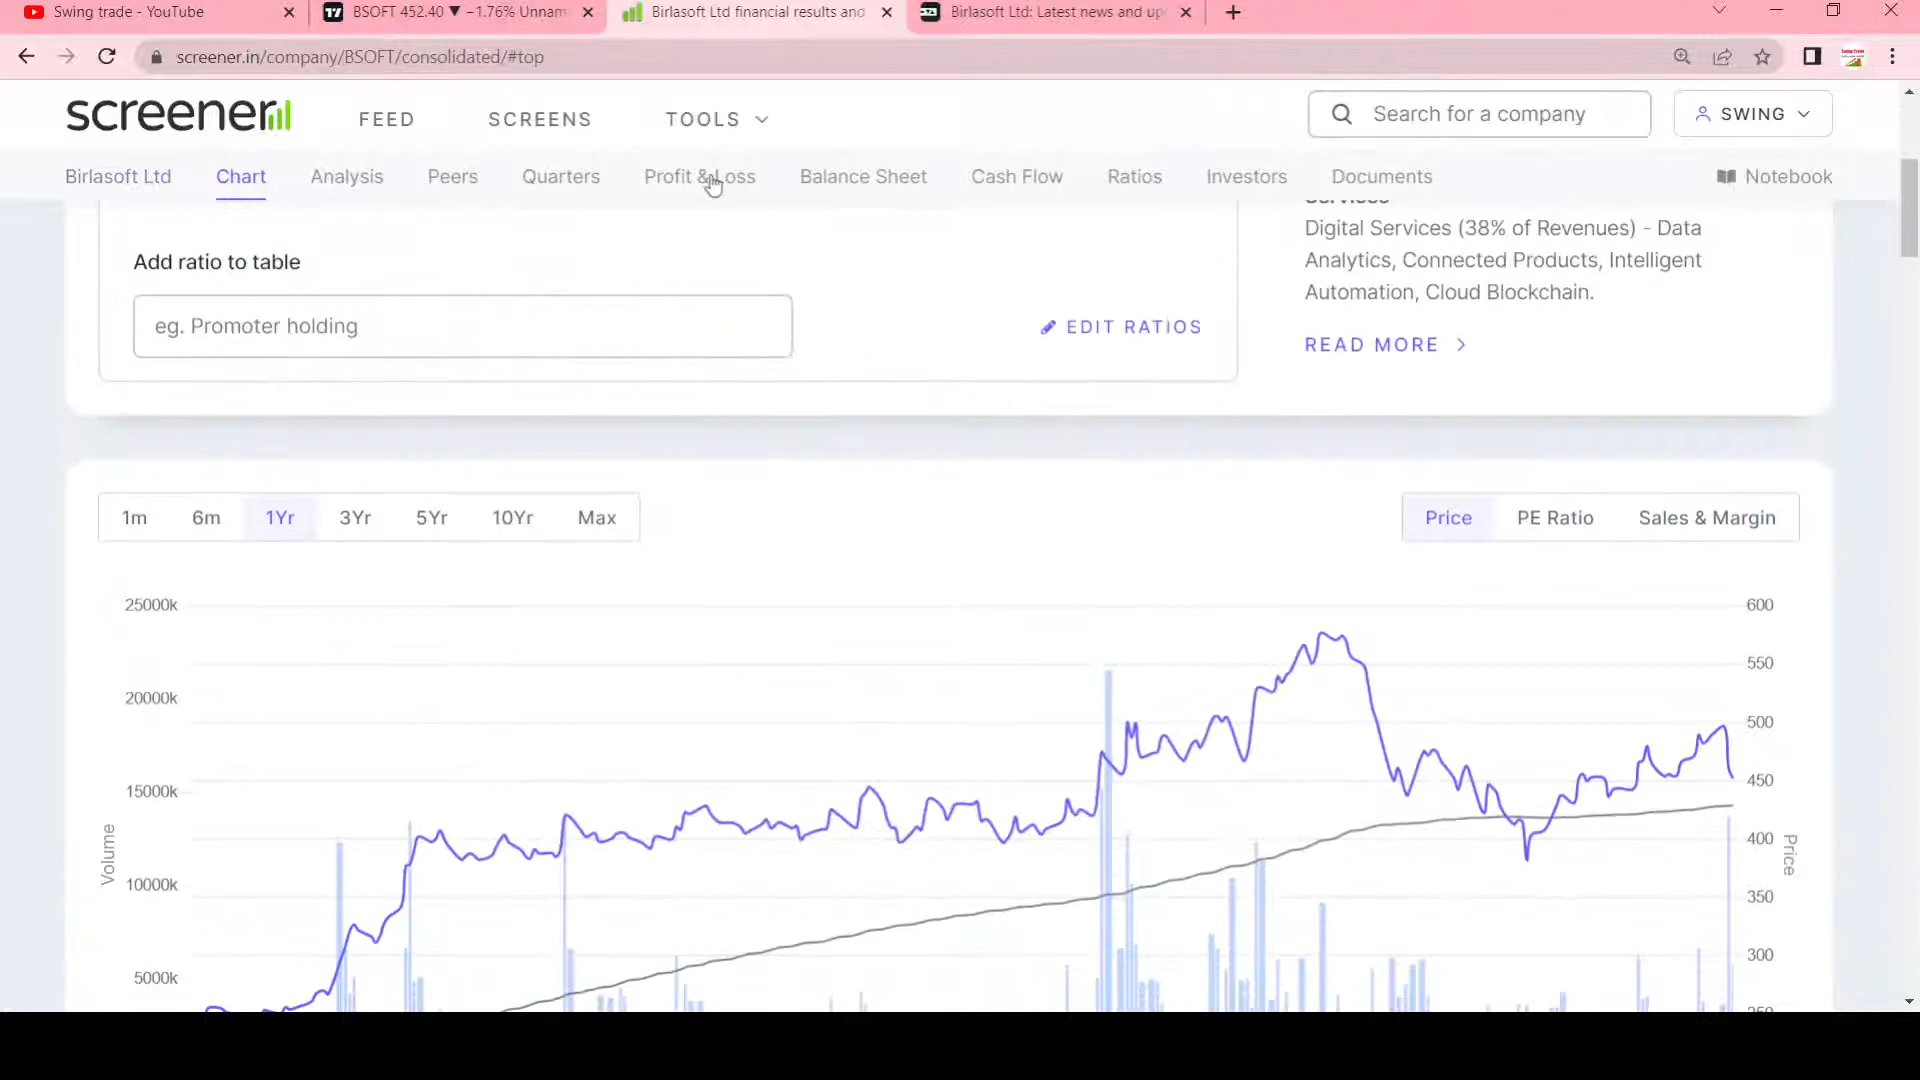 Swing trade - YouTube
BSOFT 452.40 ▼ −1.76% Unnam
Birlasoft Ltd financial results and
Birlasoft Ltd: Latest news and up
screener.in/company/BSOFT/consolidated/#top
screener
FEED
SCREENS
TOOLS
Search for a company
SWING
Birlasoft Ltd
Chart
Analysis
Peers
Quarters
Profit & Loss
Balance Sheet
Cash Flow
Ratios
Investors
Documents
Notebook
Services
Digital Services (38% of Revenues) - Data
Analytics, Connected Products, Intelligent
Automation, Cloud Blockchain.
READ MORE
Add ratio to table
eg. Promoter holding
EDIT RATIOS
1m 6m 1Yr 3Yr 5Yr 10Yr Max
Price PE Ratio Sales & Margin
25000k
20000k
15000k
10000k
5000k
Volume
600
550
500
450
400
350
300
Price